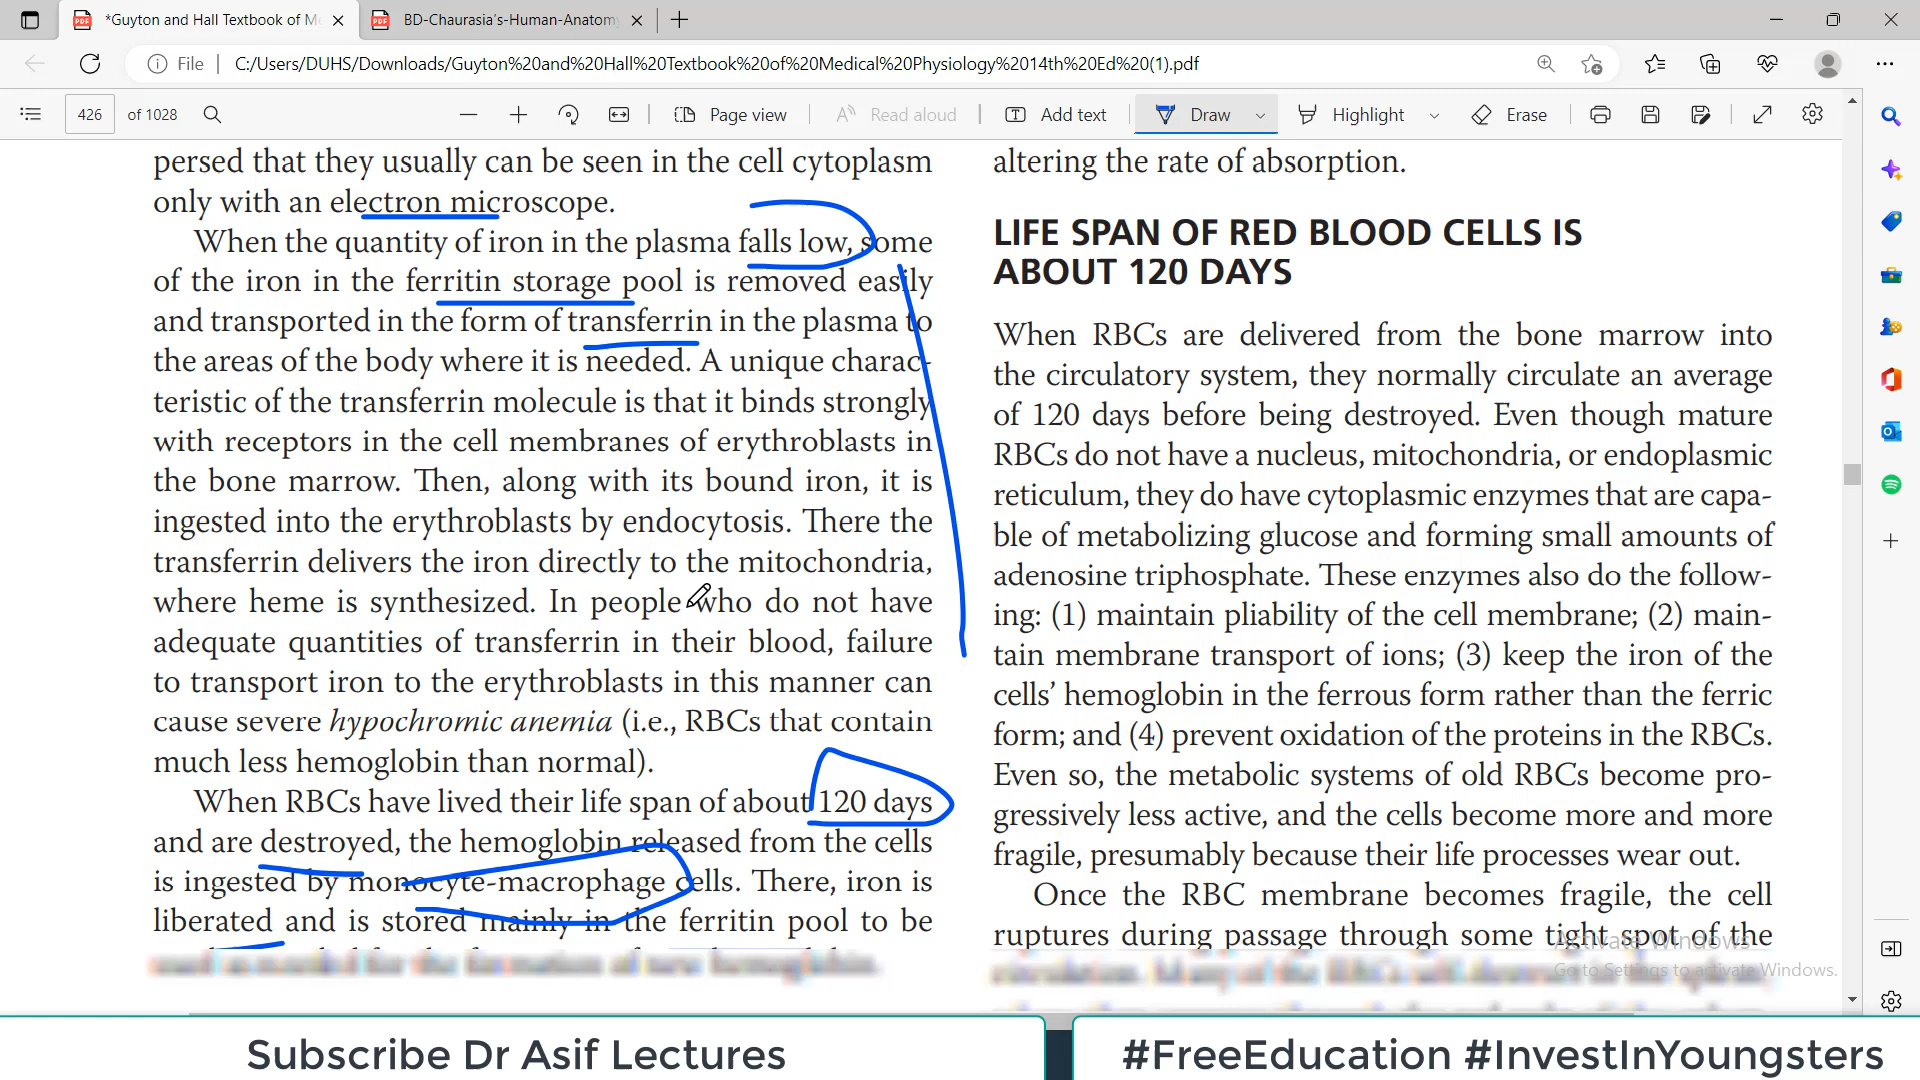 *Guyton and Hall Textbook of M
BD-Chaurasia's-Human-Anatomy
File
C:/Users/DUHS/Downloads/Guyton%20and%20Hall%20Textbook%20of%20Medical%20Physiology%2014th%20Ed%20(1).pdf
426 of 1028
Page view
Read aloud
Add text
Draw
Highlight
Erase
persed that they usually can be seen in the cell cytoplasm
only with an electron microscope.
When the quantity of iron in the plasma falls low, some
of the iron in the ferritin storage pool is removed easily
and transported in the form of transferrin in the plasma to
the areas of the body where it is needed. A unique charac-
teristic of the transferrin molecule is that it binds strongly
with receptors in the cell membranes of erythroblasts in
the bone marrow. Then, along with its bound iron, it is
ingested into the erythroblasts by endocytosis. There the
transferrin delivers the iron directly to the mitochondria,
where heme is synthesized. In people who do not have
adequate quantities of transferrin in their blood, failure
to transport iron to the erythroblasts in this manner can
cause severe hypochromic anemia (i.e., RBCs that contain
much less hemoglobin than normal).
When RBCs have lived their life span of about 120 days
and are destroyed, the hemoglobin released from the cells
is ingested by monocyte-macrophage cells. There, iron is
liberated and is stored mainly in the ferritin pool to be
used as needed for the formation of new hemoglobin.
altering the rate of absorption.
LIFE SPAN OF RED BLOOD CELLS IS
ABOUT 120 DAYS
When RBCs are delivered from the bone marrow into
the circulatory system, they normally circulate an average
of 120 days before being destroyed. Even though mature
RBCs do not have a nucleus, mitochondria, or endoplasmic
reticulum, they do have cytoplasmic enzymes that are capa-
ble of metabolizing glucose and forming small amounts of
adenosine triphosphate. These enzymes also do the follow-
ing: (1) maintain pliability of the cell membrane; (2) main-
tain membrane transport of ions; (3) keep the iron of the
cells' hemoglobin in the ferrous form rather than the ferric
form; and (4) prevent oxidation of the proteins in the RBCs.
Even so, the metabolic systems of old RBCs become pro-
gressively less active, and the cells become more and more
fragile, presumably because their life processes wear out.
Once the RBC membrane becomes fragile, the cell
ruptures during passage through some tight spot of the
Activate Windows
Go to Settings to activate Windows.
Subscribe Dr Asif Lectures
#FreeEducation #InvestInYoungsters